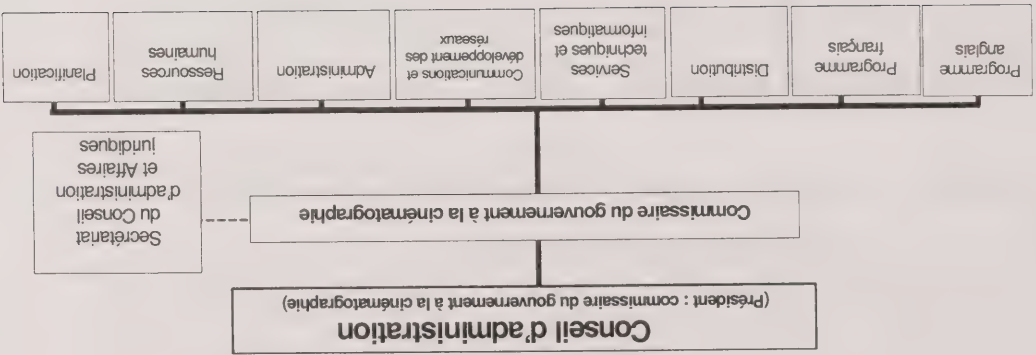 Conseil d'administration
(Président : commissaire du gouvernement à la cinématographie)
Commissaire du gouvernement à la cinématographie
Secrétariat
du Conseil
d'administration
et Affaires
juridiques
Programme
anglais
Programme
français
Distribution
Services
techniques et
informatiques
Communications et
développement des
réseaux
Administration
Ressources
humaines
Planification